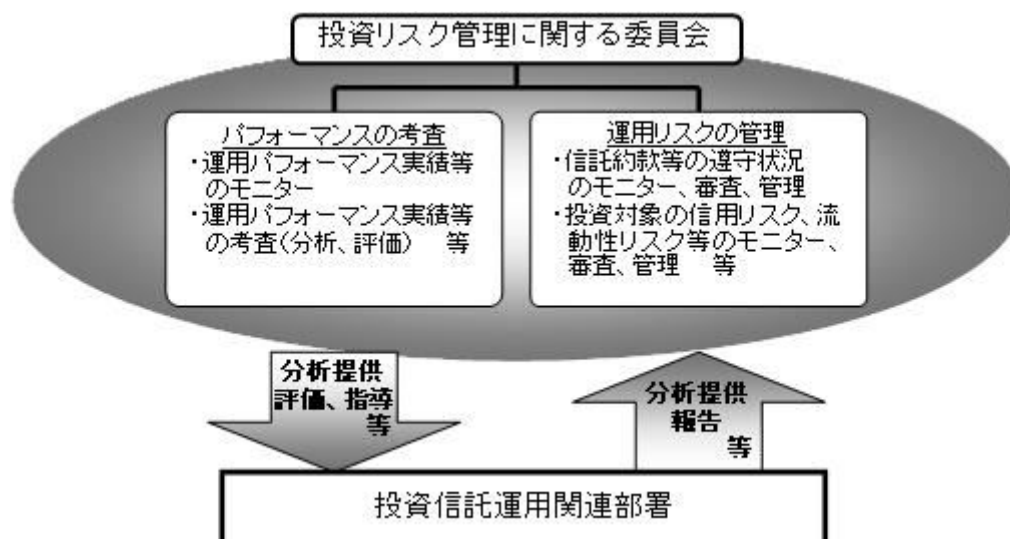 投資リスク管理に関する委員会
パフォーマンスの考査
・運用パフォーマンス実績等
のモニター
・運用パフォーマンス実績等
の考査(分析、評価) 等
運用リスクの管理
・信託約款等の遵守状況
のモニター、審査、管理
・投資対象の信用リスク、流
動性リスク等のモニター、
審査、管理 等
分析提供
評価、指導
等
分析提供
報告
等
投資信託運用関連部署